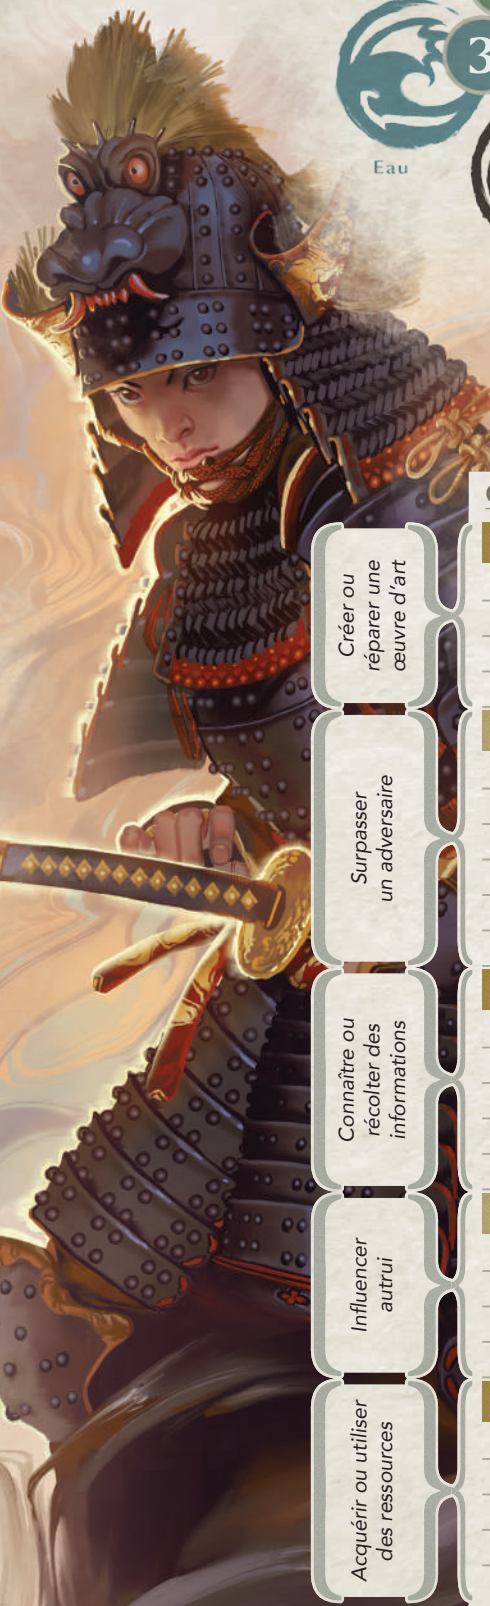 3
Eau
Créer ou
réparer une
œuvre d'art
Surpasser
un adversaire
Connaître ou
récolter des
informations
Influencer
autrui
Acquérir ou utiliser
des ressources